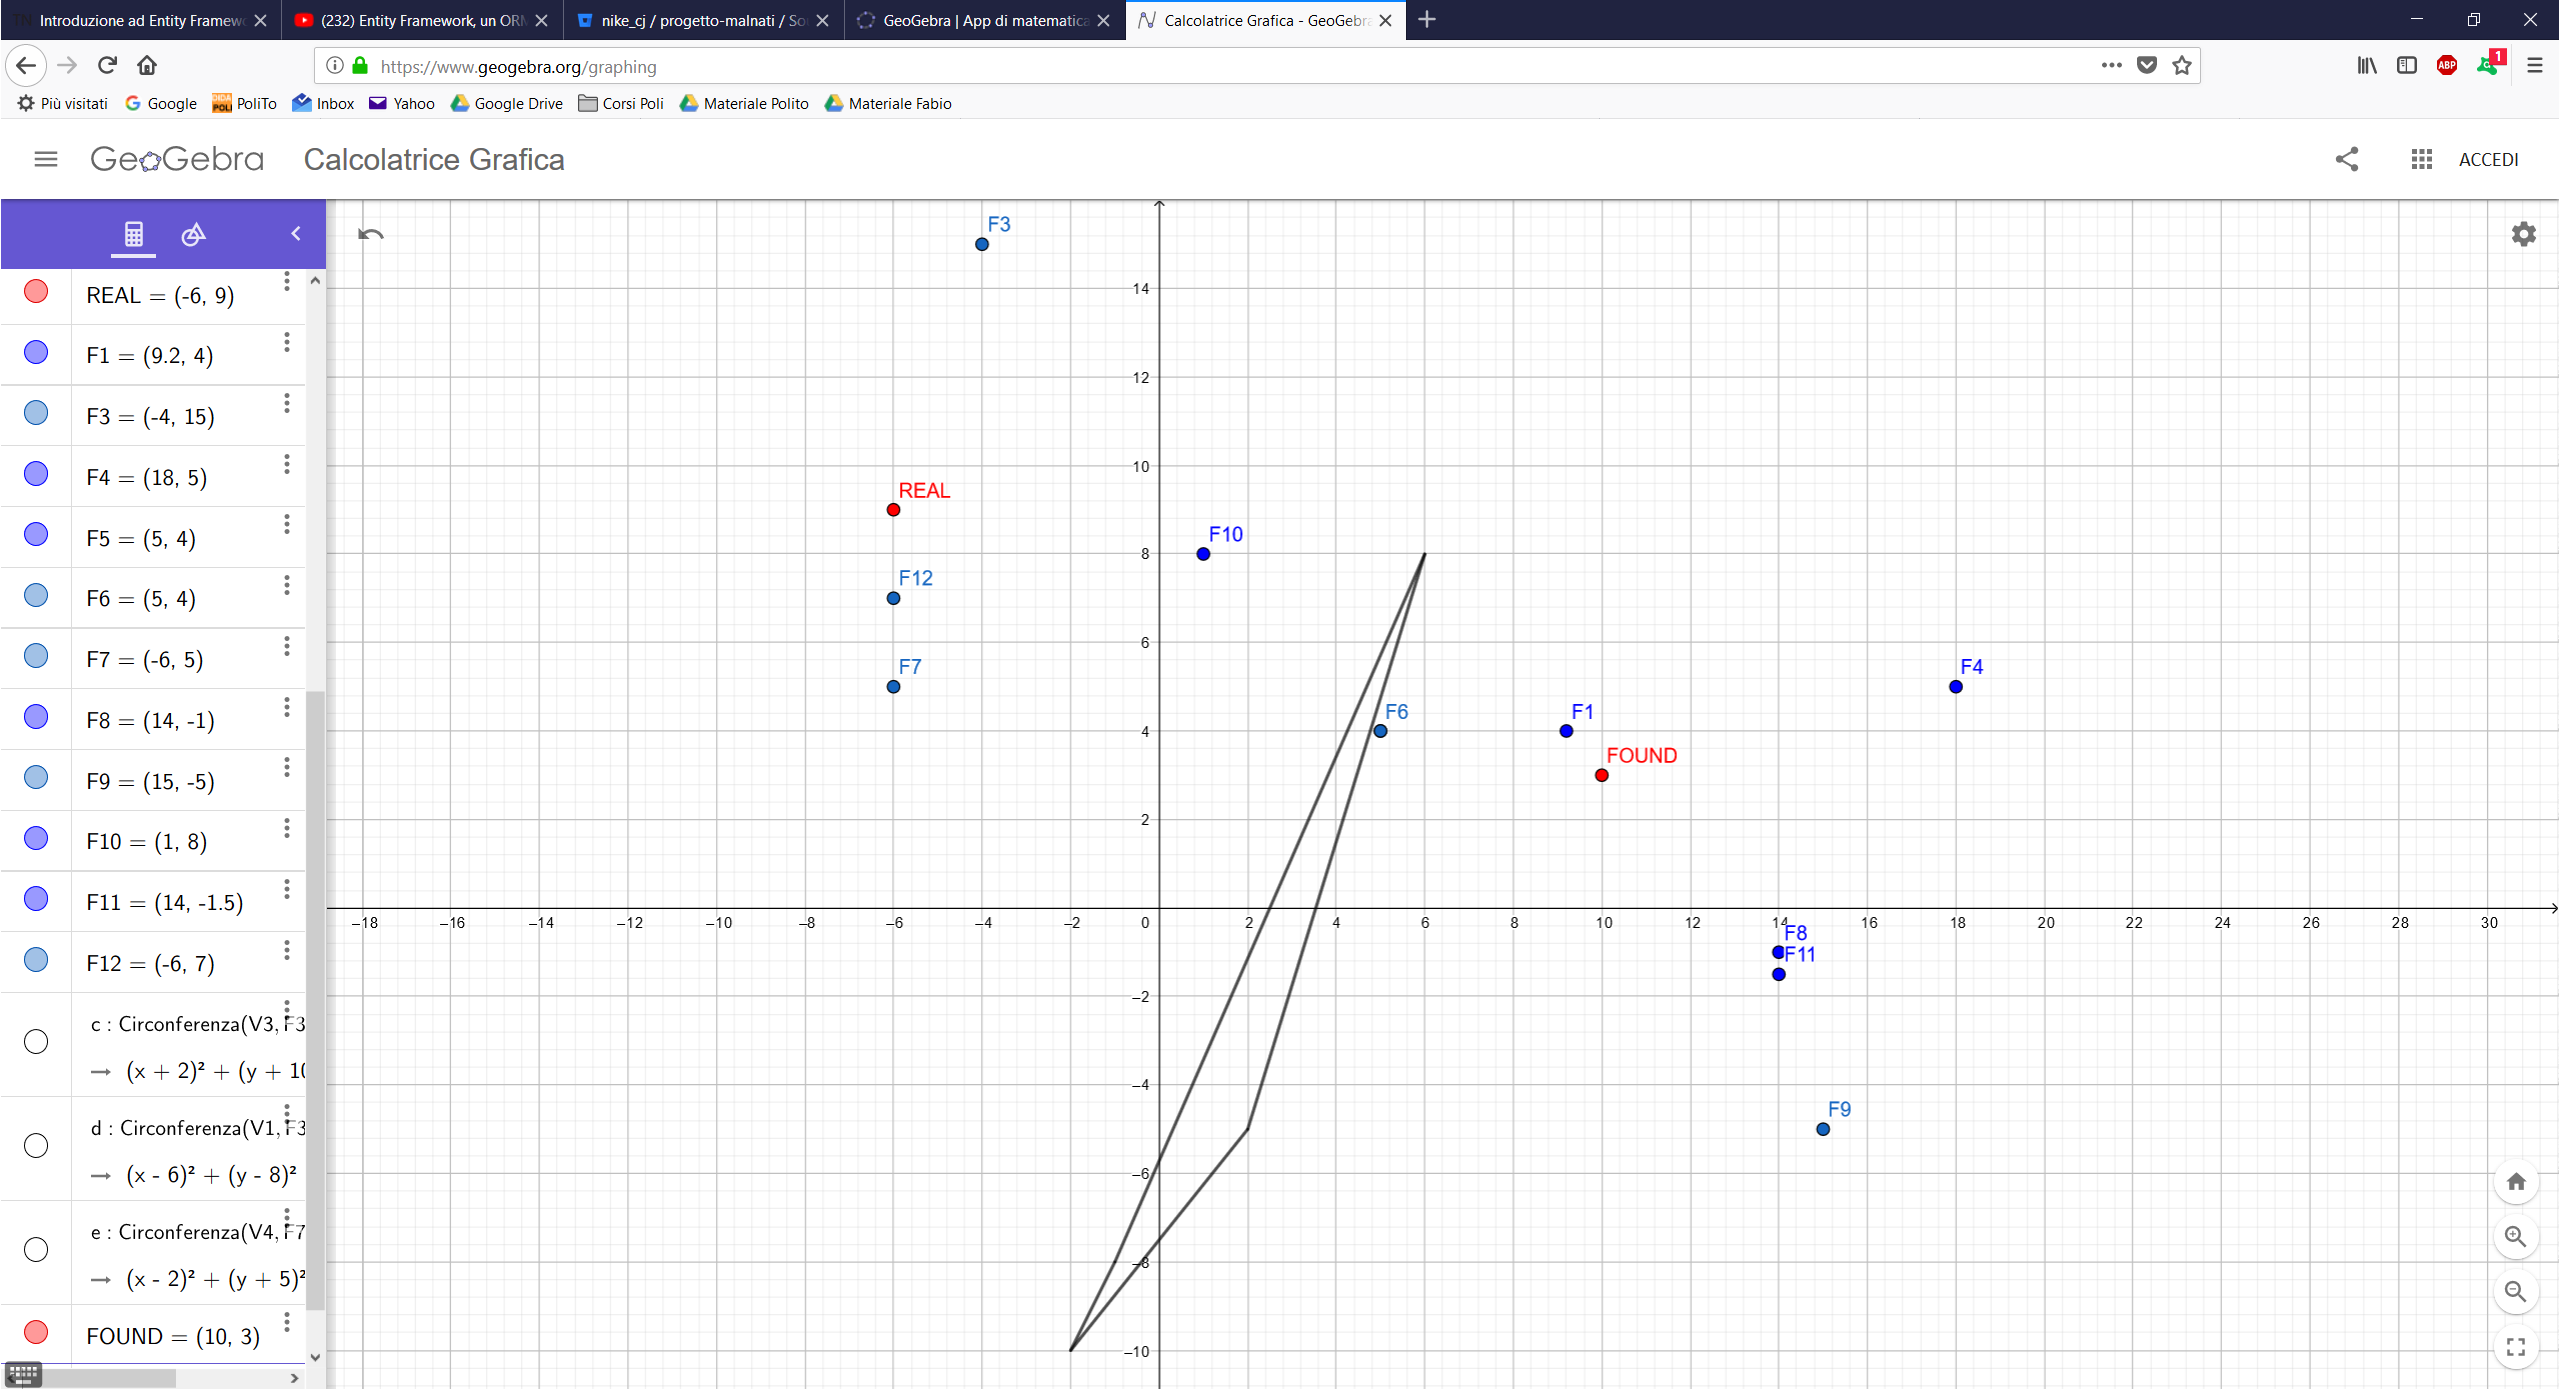 Introduzione ad Entity Framew
(232) Entity Framework, un ORM
nike_cj / progetto-malnati / So
GeoGebra | App di matematica
Calcolatrice Grafica - GeoGebra
https://www.geogebra.org/graphing
1
Più visitati
Google
PoliTo
Inbox
Yahoo
Google Drive
Corsi Poli
Materiale Polito
Materiale Fabio
GeoGebra
Calcolatrice Grafica
ACCEDI
REAL = (-6, 9)
F1 = (9.2, 4)
F3 = (-4, 15)
F4 = (18, 5)
F5 = (5, 4)
F6 = (5, 4)
F7 = (-6, 5)
F8 = (14, -1)
F9 = (15, -5)
F10 = (1, 8)
F11 = (14, -1.5)
F12 = (-6, 7)
c : Circonferenza(V3, F3
→ (x + 2)² + (y + 10
d : Circonferenza(V1, F3
→ (x - 6)² + (y - 8)²
e : Circonferenza(V4, F7
→ (x - 2)² + (y + 5)²
FOUND = (10, 3)
F3
14
12
10
REAL
F10
8
F12
6
F7
F4
F6
F1
4
FOUND
2
–18 –16 –14 –12 –10 –8 –6 –4 –2 0 2 4 6 8 10 12 14 16 18 20 22 24 26 28 30
F8
F11
–2
–4
F9
–6
–8
–10